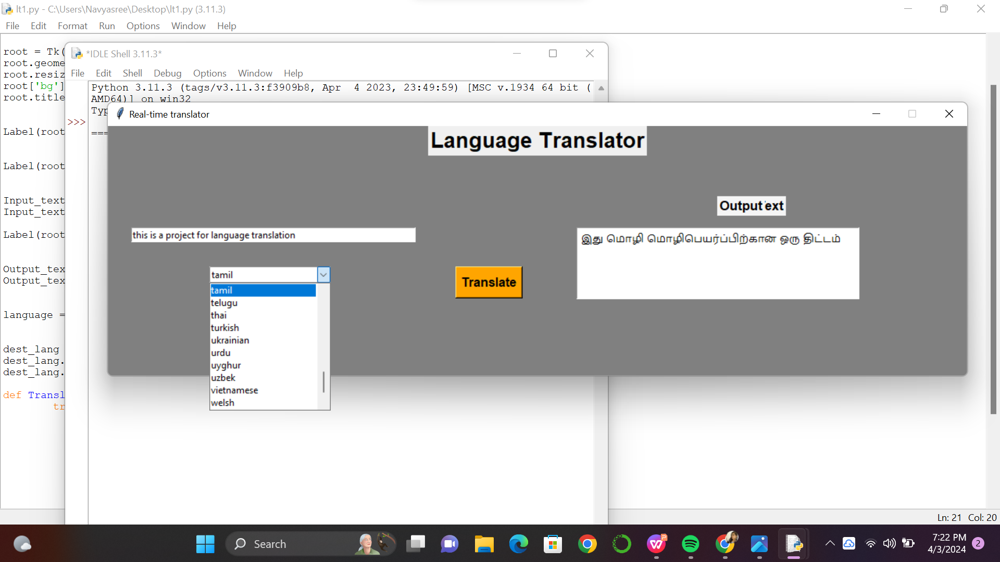 lt1.py - C:\Users\Navyasree\Desktop\lt1.py (3.11.3)
File Edit Format Run Options Window Help
root = Tk(
root.geome
root.resiz
root['bg']
root.title
Label(root
Label(root
Input_text
Input_text
Label(root
Output_tex
Output_tex
language =
dest_lang
dest_lang.
dest_lang.
def Transl
tr
*IDLE Shell 3.11.3*
File Edit Shell Debug Options Window Help
Python 3.11.3 (tags/v3.11.3:f3909b8, Apr 4 2023, 23:49:59) [MSC v.1934 64 bit (
AMD64)] on win32
Typ
>>>
===
Real-time translator
Language Translator
Output ext
this is a project for language translation
இது மொழி மொழிபெயர்ப்பிற்கான ஒரு திட்டம்
tamil
Translate
tamil
telugu
thai
turkish
ukrainian
urdu
uyghur
uzbek
vietnamese
welsh
Ln: 21 Col: 20
Search
7:22 PM
4/3/2024
2